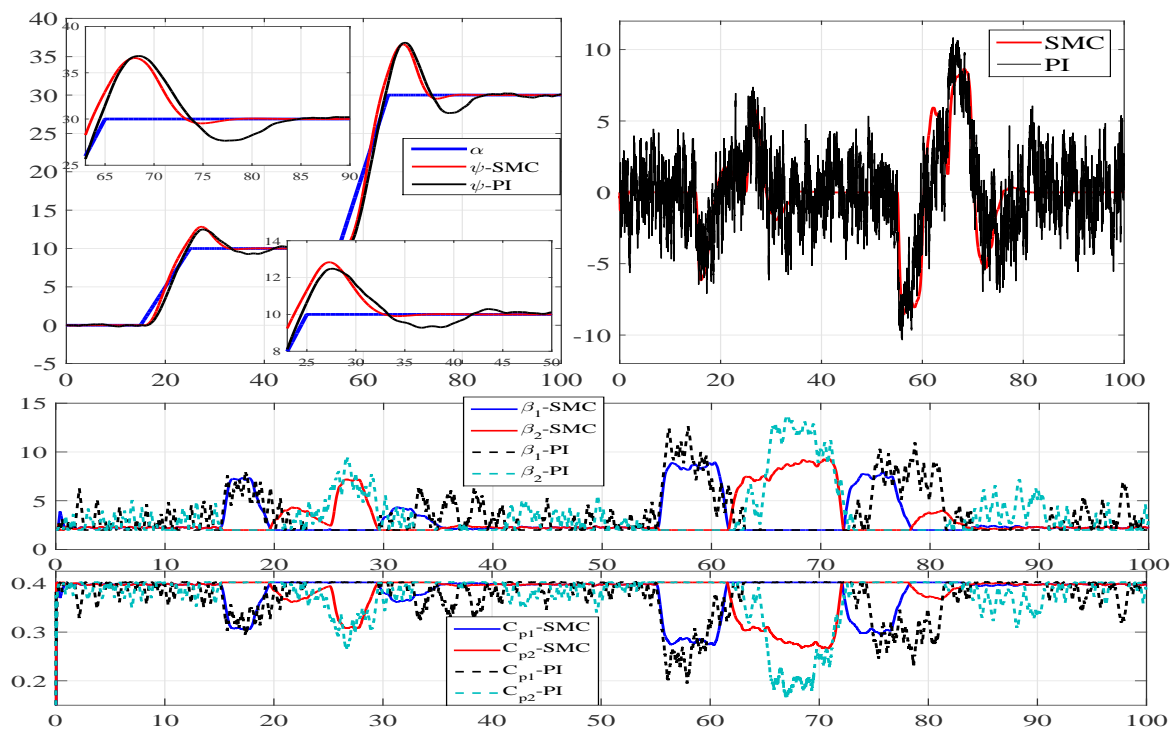 40
35
30
25
20
15
10
5
0
-5
0 20 40 60 80 100
40
35
30
25
65 70 75 80 85 90
α
ψ-SMC
ψ-PI
14
12
10
8
25 30 35 40 45 50
10
5
0
-5
-10
0 20 40 60 80 100
SMC
PI
15
10
5
0
0 10 20 30 40 50 60 70 80 90 100
β1-SMC
β2-SMC
β1-PI
β2-PI
0.4
0.3
0.2
0 10 20 30 40 50 60 70 80 90 100
Cp1-SMC
Cp2-SMC
Cp1-PI
Cp2-PI